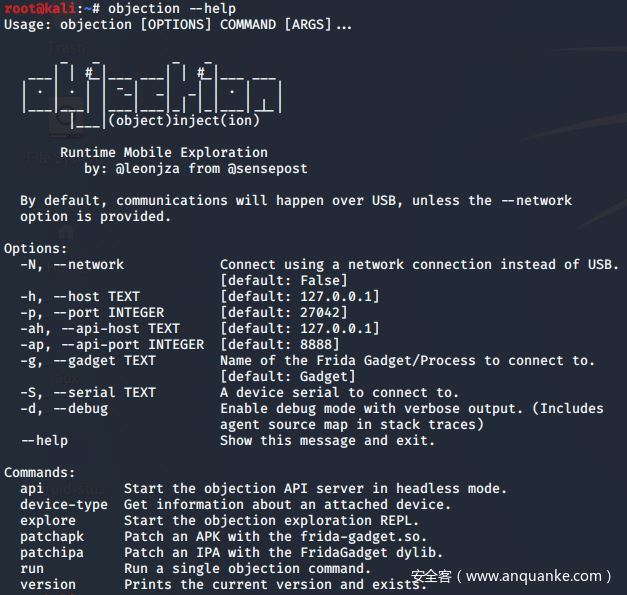 root@kali:~# objection --help
Usage: objection [OPTIONS] COMMAND [ARGS]...
|___|(object)inject(ion)
Runtime Mobile Exploration
by: @leonjza from @sensepost
By default, communications will happen over USB, unless the --network
option is provided.
Options:
-N, --network Connect using a network connection instead of USB.
[default: False]
-h, --host TEXT [default: 127.0.0.1]
-p, --port INTEGER [default: 27042]
-ah, --api-host TEXT [default: 127.0.0.1]
-ap, --api-port INTEGER [default: 8888]
-g, --gadget TEXT Name of the Frida Gadget/Process to connect to.
[default: Gadget]
-S, --serial TEXT A device serial to connect to.
-d, --debug Enable debug mode with verbose output. (Includes
agent source map in stack traces)
--help Show this message and exit.
Commands:
api Start the objection API server in headless mode.
device-type Get information about an attached device.
explore Start the objection exploration REPL.
patchapk Patch an APK with the frida-gadget.so.
patchipa Patch an IPA with the FridaGadget dylib.
run Run a single objection command.
version Prints the current version and exists.
安全客（www.anquanke.com）